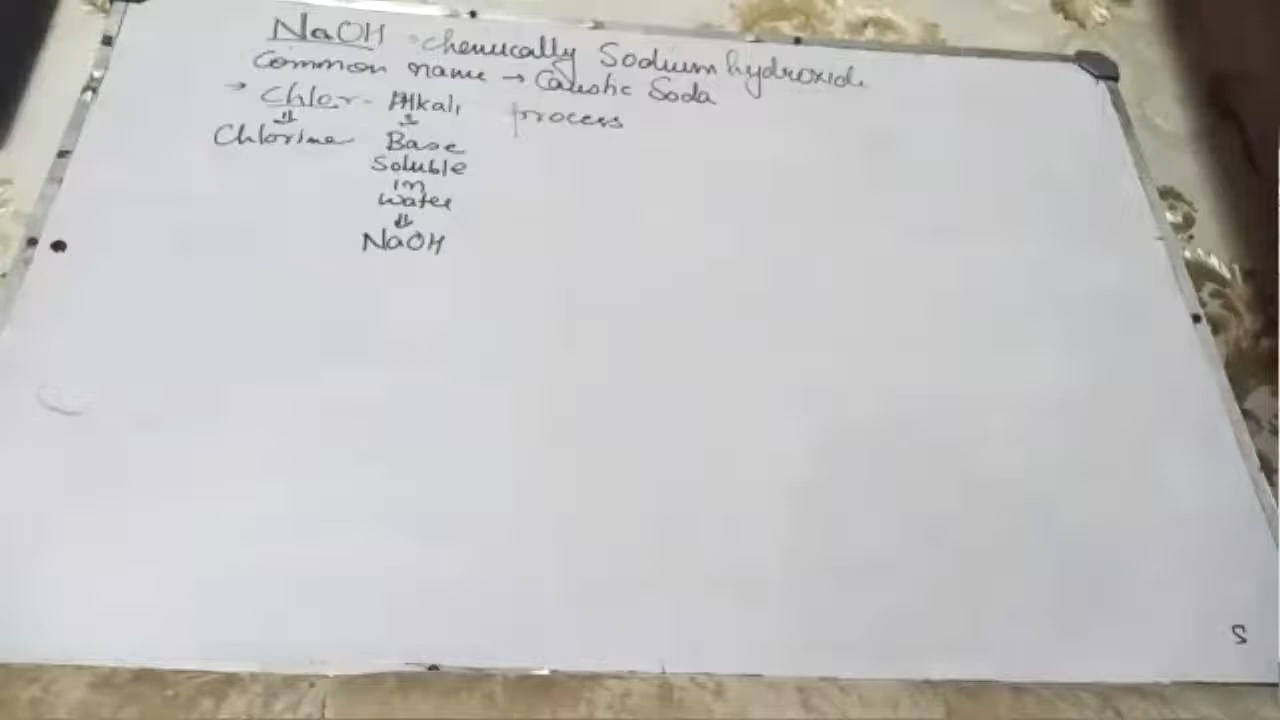 NaOH chemically Sodium hydroxide
Common name → Caustic Soda
→ Chlor - Alkali process
⇓ ⇓
Chlorine Base
Soluble
in
water
⇓
NaOH
S